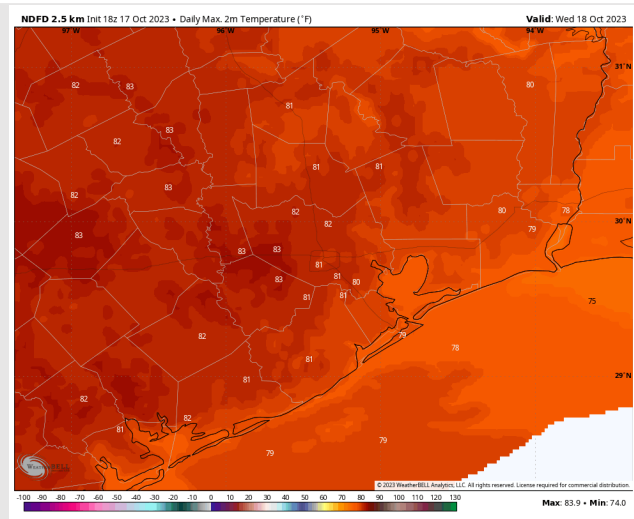 NDFD 2.5 km Init 18z 17 Oct 2023 • Daily Max. 2m Temperature (°F) Valid: Wed 18 Oct 2023
97°W 96°W 95°W 94°W
31°N
82 83 80
81
83
82
81 81
83
82
82 80 78
82 79 30°N
83
83 83
81
83 81 80
81 81 75
82 79
78
81
81 29°N
82
82
81
79 79
WeatherBELL
© 2023 WeatherBELL Analytics, LLC. All rights reserved. License required for commercial distribution.
-100 -90 -80 -70 -60 -50 -40 -30 -20 -10 0 10 20 30 40 50 60 70 80 90 100 110 120 130
Max: 83.9 • Min: 74.0